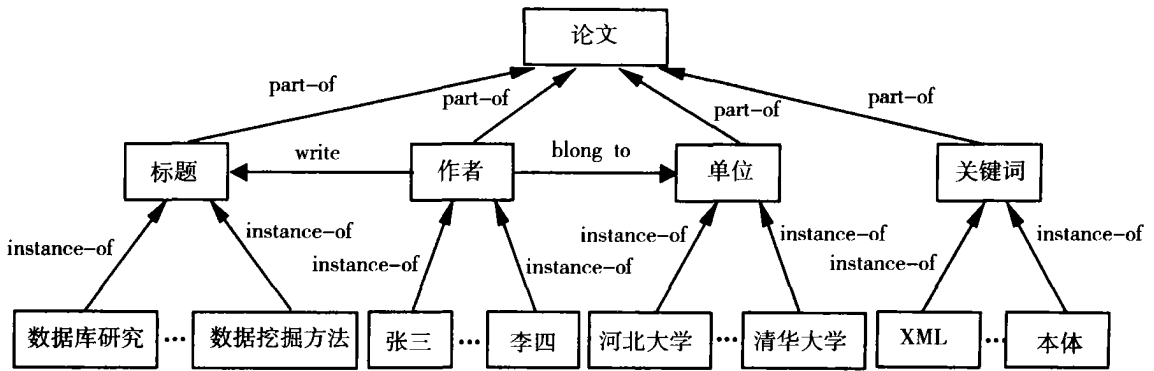 论文
part-of
part-of
part-of
part-of
标题
write
作者
blong to
单位
关键词
instance-of
instance-of
instance-of
instance-of
instance-of
instance-of
instance-of
instance-of
数据库研究
···
数据挖掘方法
张三
···
李四
河北大学
···
清华大学
XML
···
本体